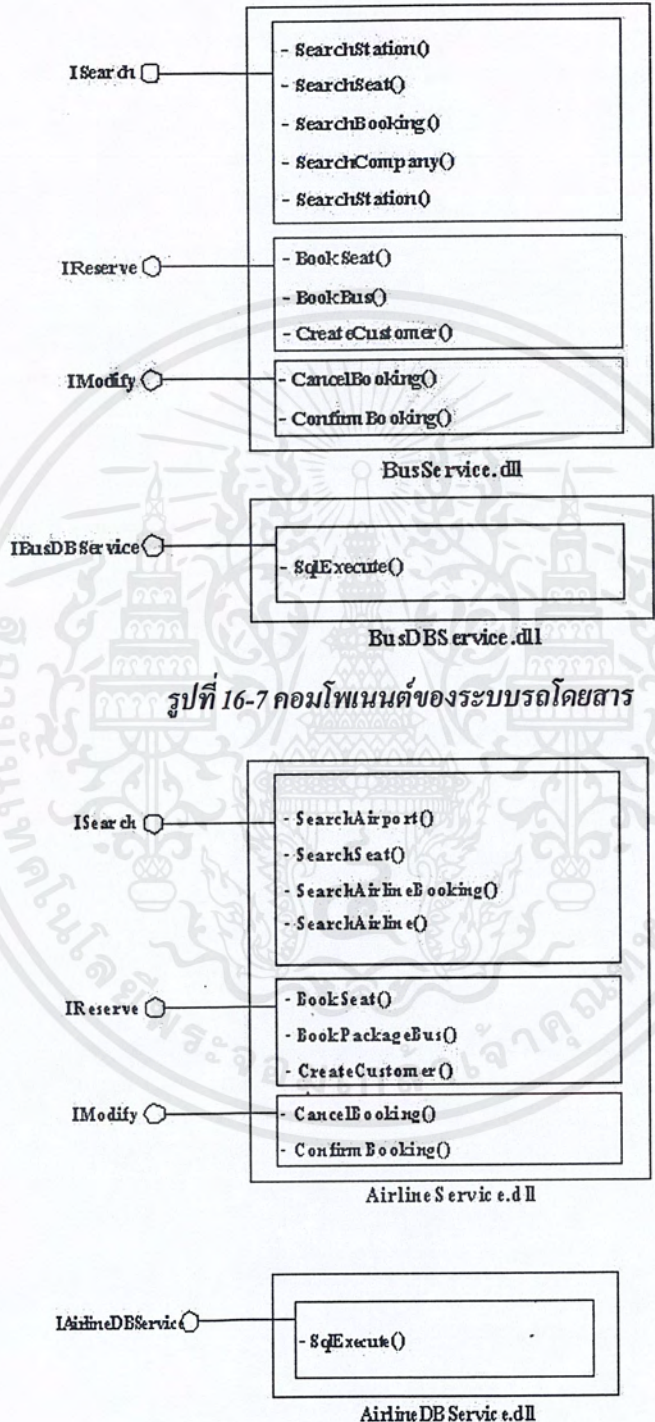 ISearch
- SearchStation()
- SearchSeat()
- SearchBooking()
- SearchCompany()
- SearchStation()
IReserve
- BookSeat()
- BookBus()
- CreateCustomer()
IModify
- CancelBooking()
- ConfirmBooking()
BusService.dll
IBusDBService
- SqlExecute()
BusDBService.dll
รูปที่ 16-7 คอมโพเนนต์ของระบบรถโดยสาร
ISearch
- SearchAirport()
- SearchSeat()
- SearchAirlineBooking()
- SearchAirline()
IReserve
- BookSeat()
- BookPackageBus()
- CreateCustomer()
IModify
- CancelBooking()
- ConfirmBooking()
AirlineService.dll
IAirlineDBService
- SqlExecute()
AirlineDBService.dll